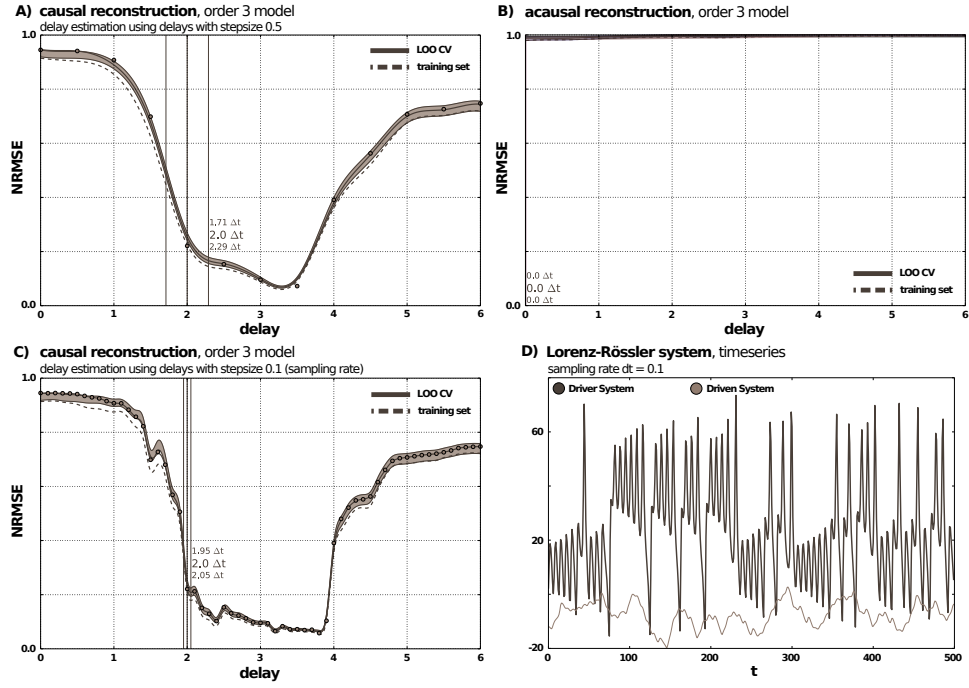 A) causal reconstruction, order 3 model
delay estimation using delays with stepsize 0.5
1.0
LOO CV
training set
NRMSE
1.71 Δt
2.0 Δt
2.29 Δt
0.0
0 1 2 3 4 5 6
delay
B) acausal reconstruction, order 3 model
1.0
NRMSE
0.0 Δt
0.0 Δt
0.0 Δt
LOO CV
training set
0.0
0 1 2 3 4 5 6
delay
C) causal reconstruction, order 3 model
delay estimation using delays with stepsize 0.1 (sampling rate)
1.0
LOO CV
training set
NRMSE
1.95 Δt
2.0 Δt
2.05 Δt
0.0
0 1 2 3 4 5 6
delay
D) Lorenz-Rössler system, timeseries
sampling rate dt = 0.1
Driver System Driven System
60
20
-20
0 100 200 300 400 500
t